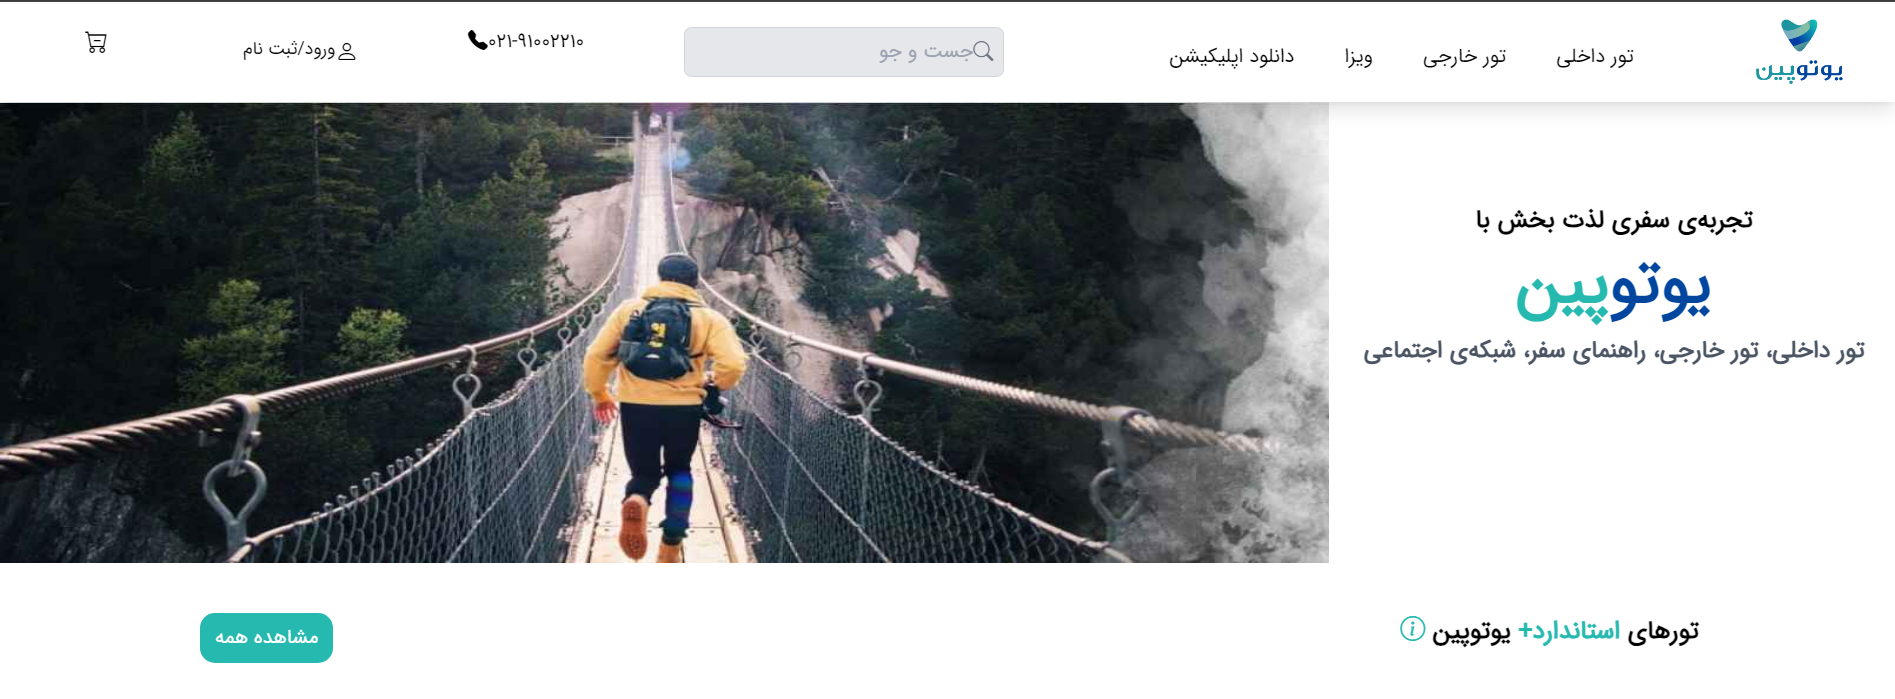 یوتوپین
تور داخلی
تور خارجی
ویزا
دانلود اپلیکیشن
جست و جو
۰۲۱-۹۱۰۰۲۲۱۰
ورود/ثبت نام
تجربه‌ی سفری لذت بخش با
یوتوپین
تور داخلی، تور خارجی، راهنمای سفر، شبکه‌ی اجتماعی
تورهای استاندارد+ یوتوپین
مشاهده همه